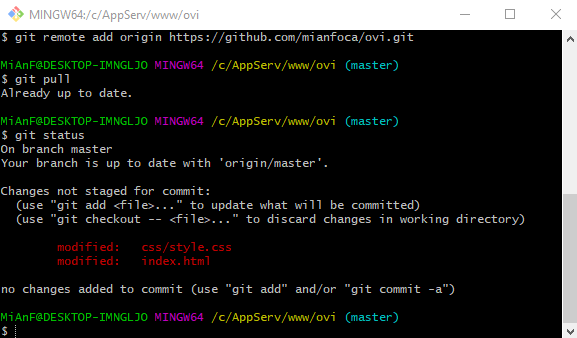 MINGW64:/c/AppServ/www/ovi
$ git remote add origin https://github.com/mianfoca/ovi.git
MiAnF@DESKTOP-IMNGLJO MINGW64 /c/AppServ/www/ovi (master)
$ git pull
Already up to date.
MiAnF@DESKTOP-IMNGLJO MINGW64 /c/AppServ/www/ovi (master)
$ git status
On branch master
Your branch is up to date with 'origin/master'.
Changes not staged for commit:
(use "git add <file>..." to update what will be committed)
(use "git checkout -- <file>..." to discard changes in working directory)
modified: css/style.css
modified: index.html
no changes added to commit (use "git add" and/or "git commit -a")
MiAnF@DESKTOP-IMNGLJO MINGW64 /c/AppServ/www/ovi (master)
$